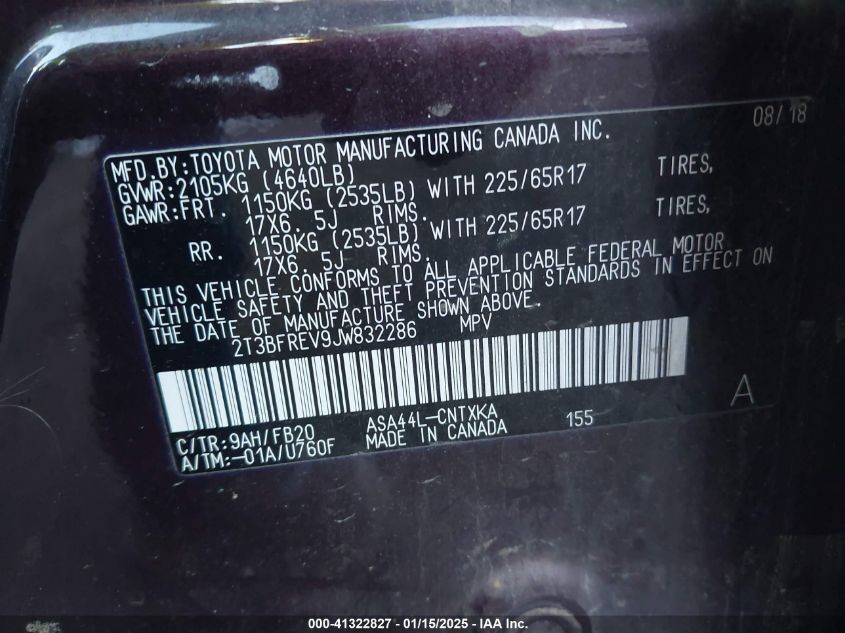 08/18
MFD.BY:TOYOTA MOTOR MANUFACTURING CANADA INC.
GVWR:2105KG (4640LB)
GAWR:FRT. 1150KG (2535LB) WITH 225/65R17 TIRES,
17X6. 5J RIMS.
RR. 1150KG (2535LB) WITH 225/65R17 TIRES,
17X6. 5J RIMS.
THIS VEHICLE CONFORMS TO ALL APPLICABLE FEDERAL MOTOR
VEHICLE SAFETY AND THEFT PREVENTION STANDARDS IN EFFECT ON
THE DATE OF MANUFACTURE SHOWN ABOVE.
2T3BFREV9JW832286 MPV
A
C/TR:9AH/FB20 ASA44L-CNTXKA 155
A/TM:-01A/U760F MADE IN CANADA
000-41322827 - 01/15/2025 - IAA Inc.